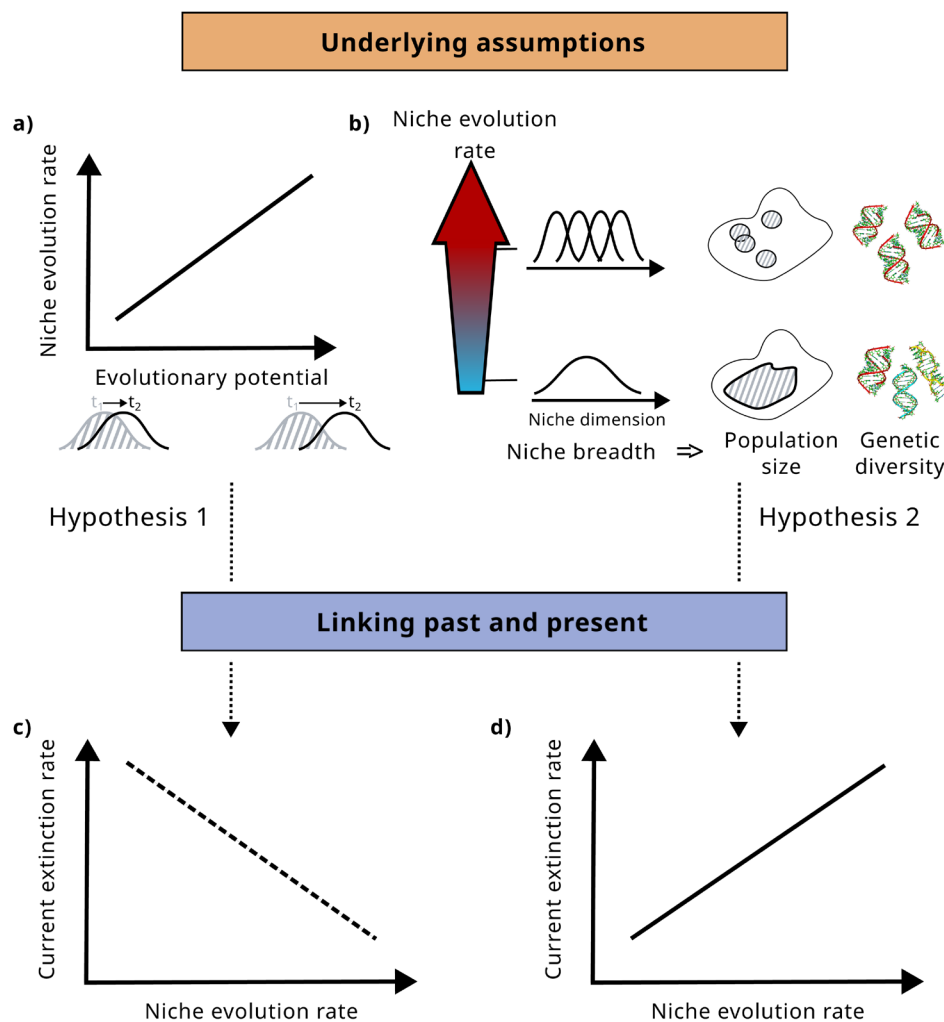 Underlying assumptions
a)
Niche evolution rate
Evolutionary potential
t1 t2
t1 t2
b)
Niche evolution
rate
Niche dimension
Niche breadth ⇒
Population
size
Genetic
diversity
Hypothesis 1
Hypothesis 2
Linking past and present
c)
Current extinction rate
Niche evolution rate
d)
Current extinction rate
Niche evolution rate